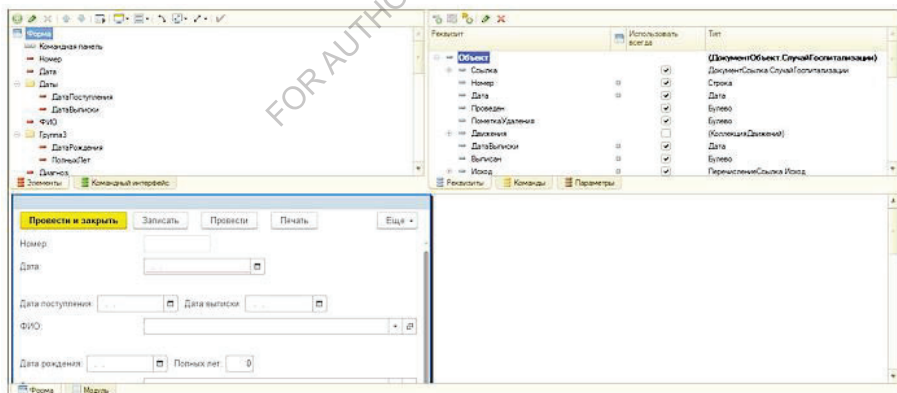 Форма
Командная панель
Номер
Дата
Даты
ДатаПоступления
ДатаВыписки
ФИО
Группа3
ДатаРождения
ПолныхЛет
Диагноз
Элементы Командный интерфейс
FOR AUTHO
Реквизит Использовать всегда Тип
Объект (ДокументОбъект.СлучайГоспитализации)
Ссылка ДокументСсылка.СлучайГоспитализации
Номер Строка
Дата Дата
Проведен Булево
ПометкаУдаления Булево
Движения (КоллекцияДвижений)
ДатаВыписки Дата
Выписан Булево
Исход ПеречислениеСсылка.Исход
Реквизиты Команды Параметры
Провести и закрыть Записать Провести Печать Еще
Номер:
Дата:
Дата поступления: Дата выписки:
ФИО:
Дата рождения: Полных лет: 0
Форма Модуль